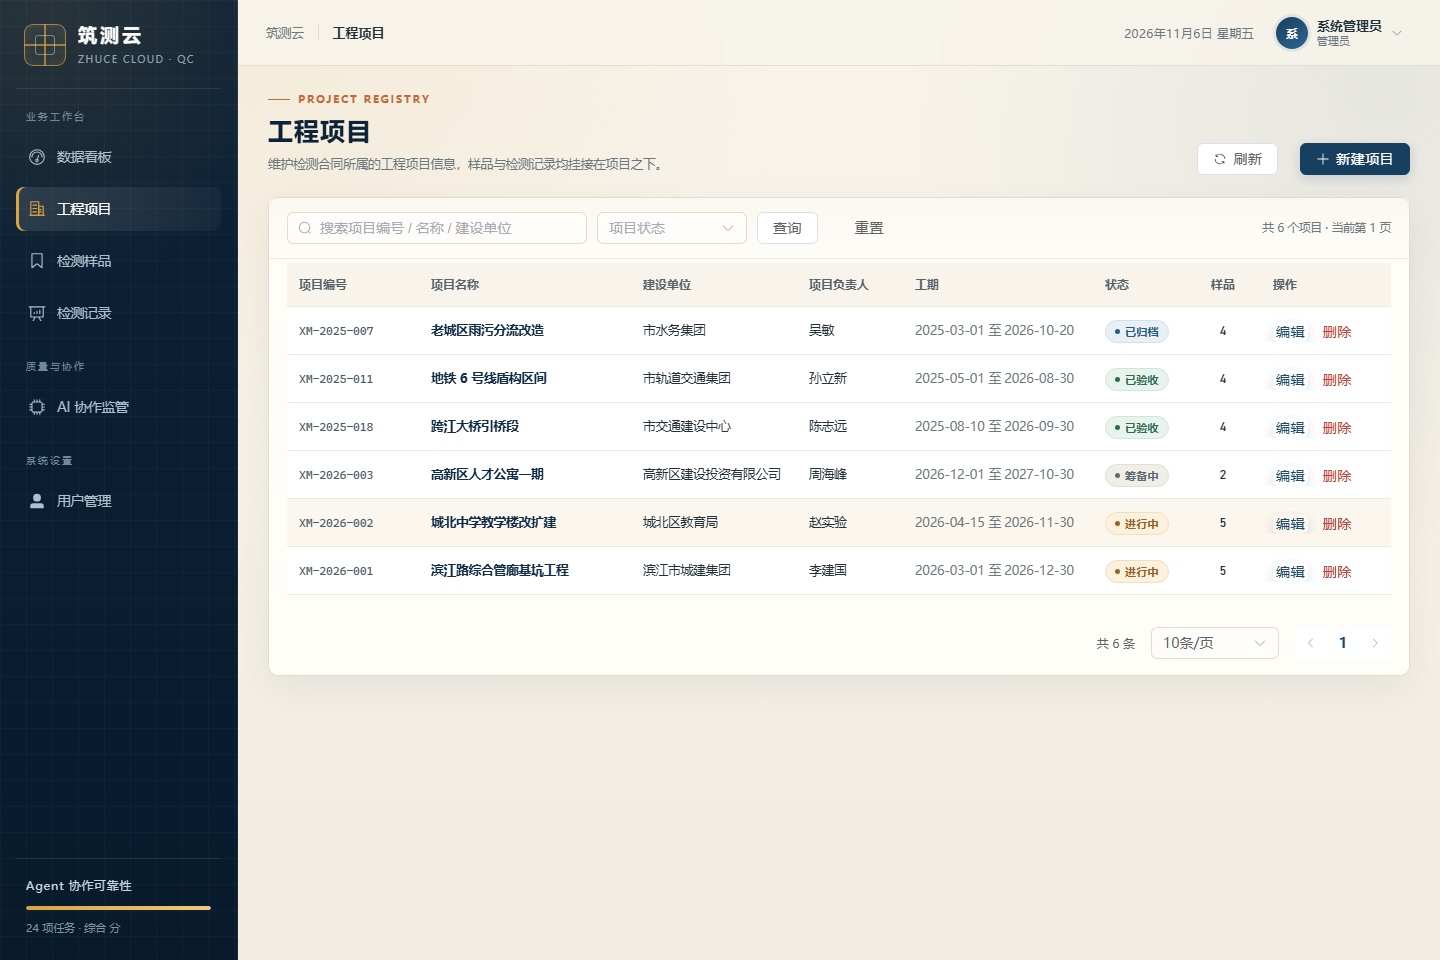 筑测云
ZHUCE CLOUD · QC
业务工作台
数据看板
工程项目
检测样品
检测记录
质量与协作
AI 协作监管
系统设置
用户管理
Agent 协作可靠性
24 项任务 · 综合 分
筑测云 工程项目
2026年11月6日 星期五
系 系统管理员
管理员
PROJECT REGISTRY
工程项目
维护检测合同所属的工程项目信息，样品与检测记录均挂接在项目之下。
刷新 新建项目
搜索项目编号 / 名称 / 建设单位 项目状态 查询 重置 共 6 个项目 · 当前第 1 页
项目编号 项目名称 建设单位 项目负责人 工期 状态 样品 操作
XM-2025-007 老城区雨污分流改造 市水务集团 吴敏 2025-03-01 至 2026-10-20 已归档 4 编辑 删除
XM-2025-011 地铁 6 号线盾构区间 市轨道交通集团 孙立新 2025-05-01 至 2026-08-30 已验收 4 编辑 删除
XM-2025-018 跨江大桥引桥段 市交通建设中心 陈志远 2025-08-10 至 2026-09-30 已验收 4 编辑 删除
XM-2026-003 高新区人才公寓一期 高新区建设投资有限公司 周海峰 2026-12-01 至 2027-10-30 筹备中 2 编辑 删除
XM-2026-002 城北中学教学楼改扩建 城北区教育局 赵实验 2026-04-15 至 2026-11-30 进行中 5 编辑 删除
XM-2026-001 滨江路综合管廊基坑工程 滨江市城建集团 李建国 2026-03-01 至 2026-12-30 进行中 5 编辑 删除
共 6 条 10条/页 1